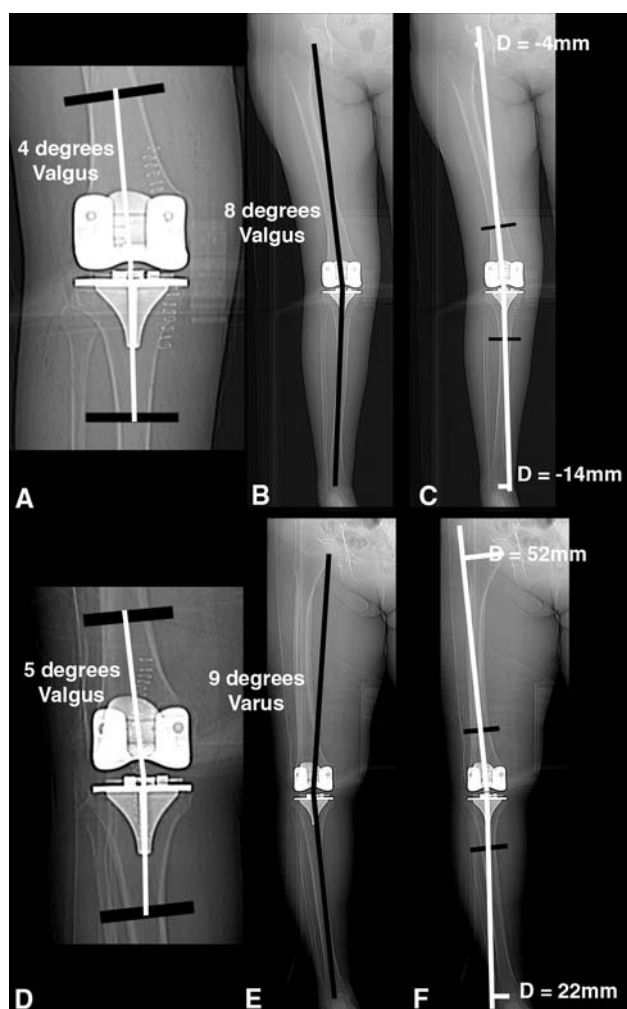 4 degrees
Valgus
A
8 degrees
Valgus
B
D = -4mm
D = -14mm
C
5 degrees
Valgus
D
9 degrees
Varus
E
D = 52mm
D = 22mm
F